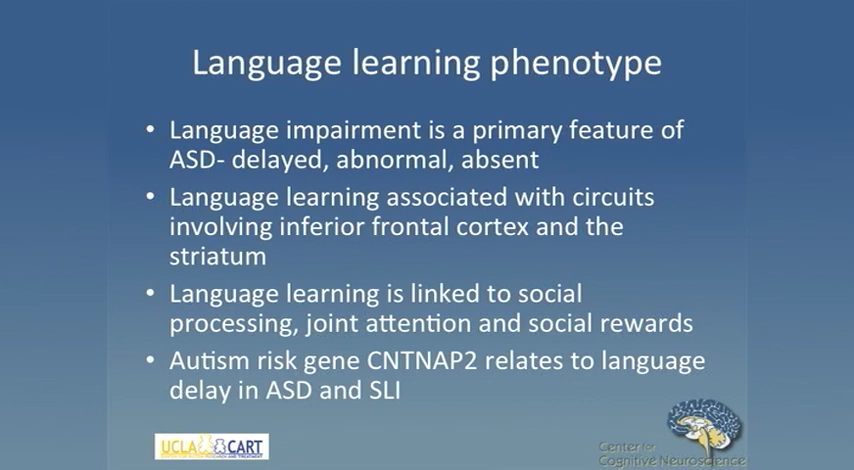 Language learning phenotype
• Language impairment is a primary feature of
ASD- delayed, abnormal, absent
• Language learning associated with circuits
involving inferior frontal cortex and the
striatum
• Language learning is linked to social
processing, joint attention and social rewards
• Autism risk gene CNTNAP2 relates to language
delay in ASD and SLI
UCLA CART
Center for
Cognitive Neuroscience